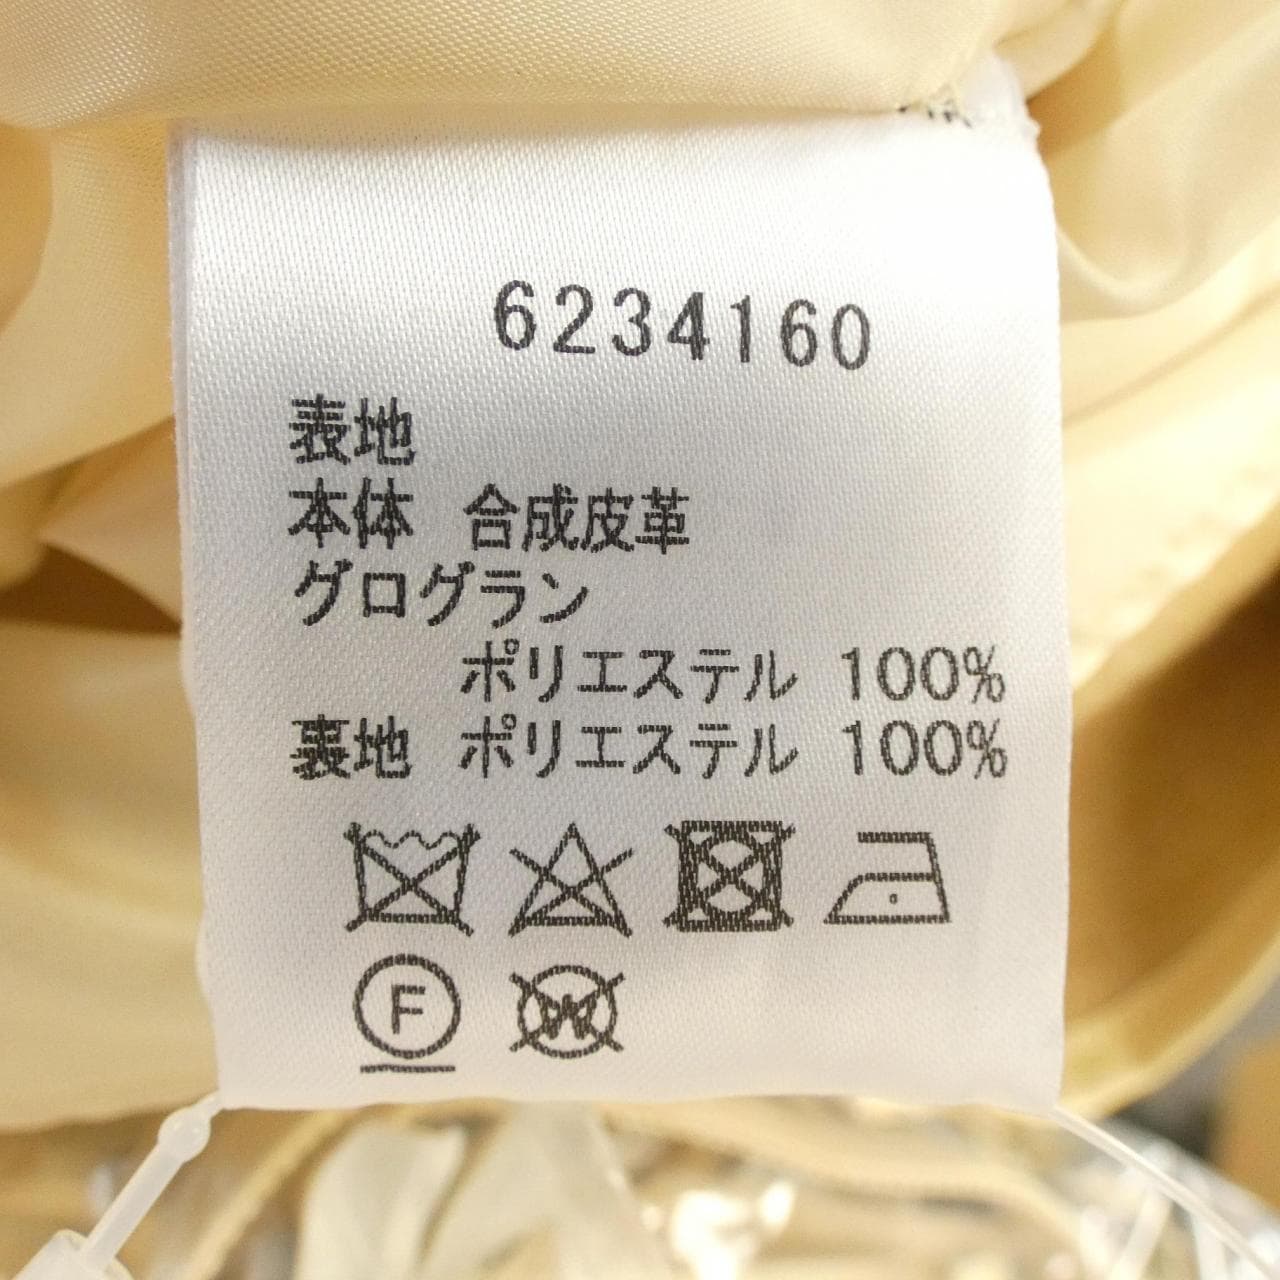 6234160
表地
本体 合成皮革
グログラン
ポリエステル 100%
裏地 ポリエステル 100%
F
W